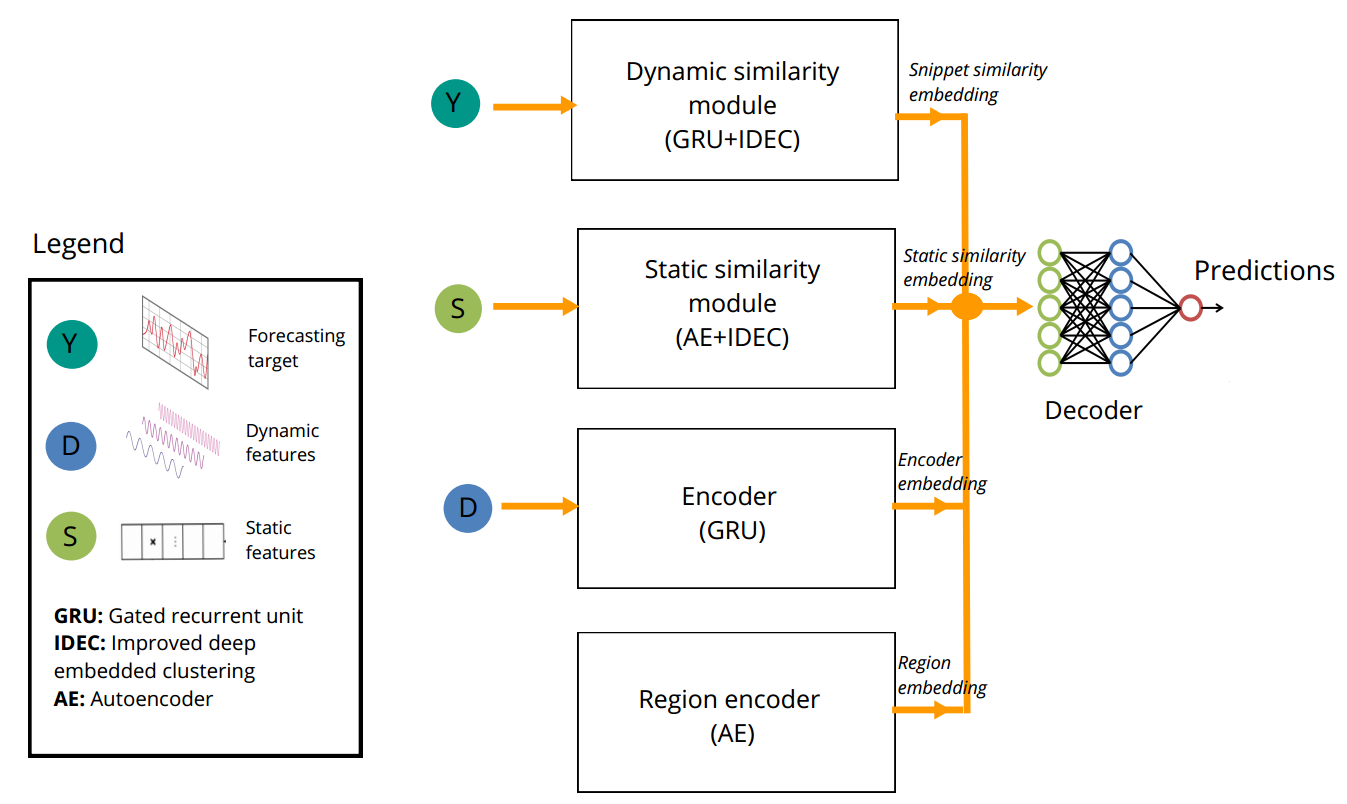 Y
Dynamic similarity
module
(GRU+IDEC)
Snippet similarity
embedding
S
Static similarity
module
(AE+IDEC)
Static similarity
embedding
Predictions
Decoder
D
Encoder
(GRU)
Encoder
embedding
Region encoder
(AE)
Region
embedding
Legend
Y
Forecasting
target
D
Dynamic
features
S
x
Static
features
GRU: Gated recurrent unit
IDEC: Improved deep
embedded clustering
AE: Autoencoder